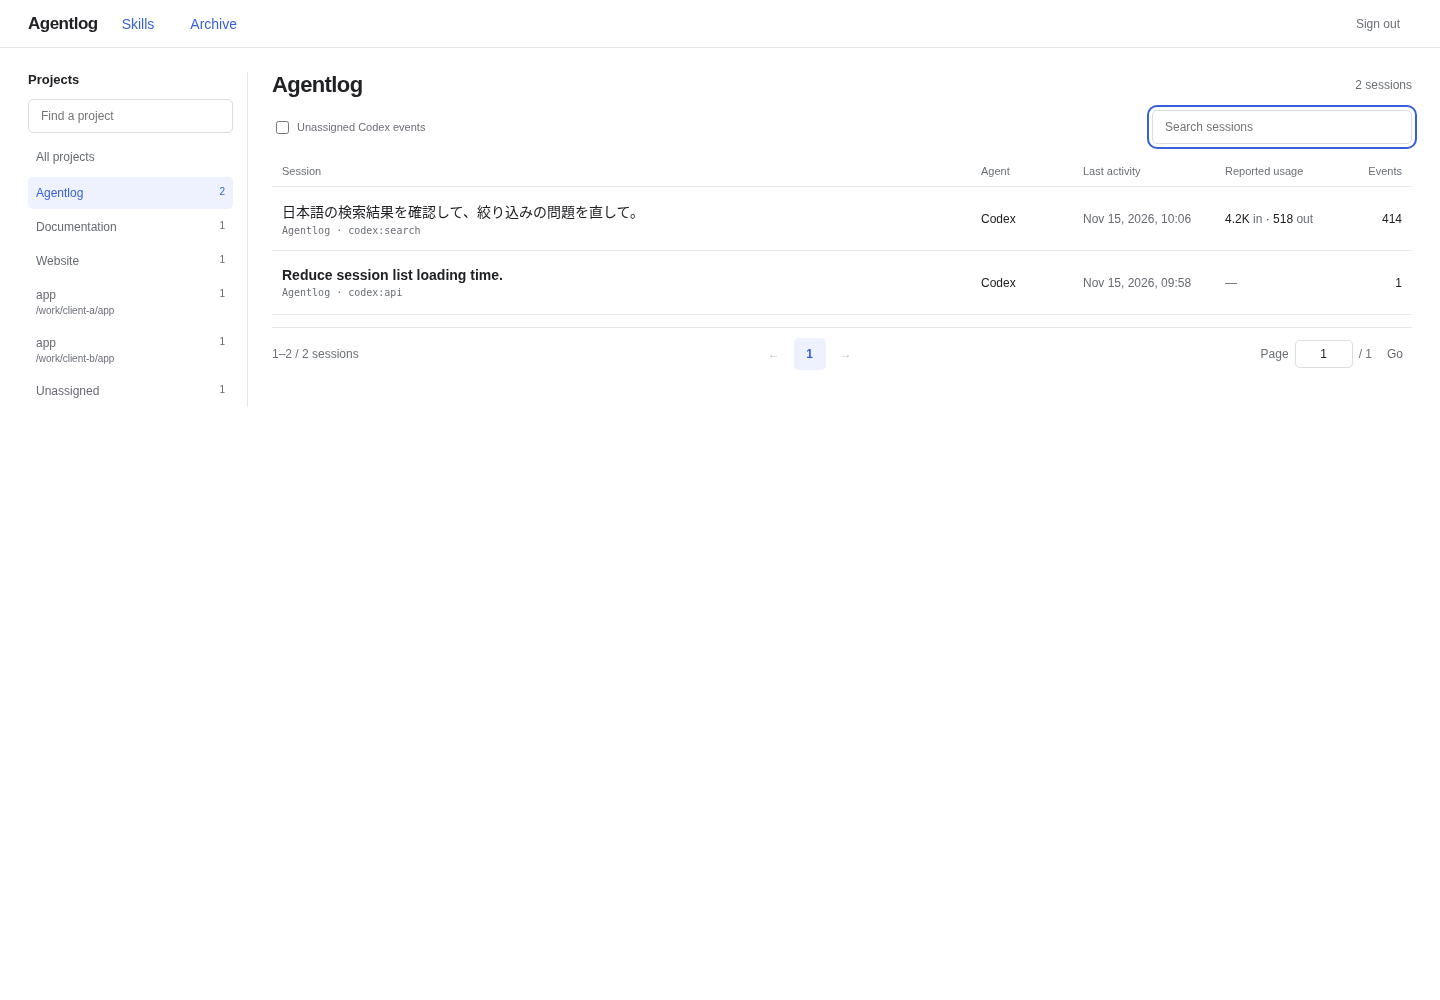 Agentlog Skills Archive Sign out
Projects
Find a project
All projects
Agentlog 2
Documentation 1
Website 1
app 1
/work/client-a/app
app 1
/work/client-b/app
Unassigned 1
Agentlog 2 sessions
Unassigned Codex events Search sessions
Session Agent Last activity Reported usage Events
日本語の検索結果を確認して、絞り込みの問題を直して。 Codex Nov 15, 2026, 10:06 4.2K in · 518 out 414
Agentlog · codex:search
Reduce session list loading time. Codex Nov 15, 2026, 09:58 — 1
Agentlog · codex:api
1–2 / 2 sessions ← 1 → Page 1 / 1 Go